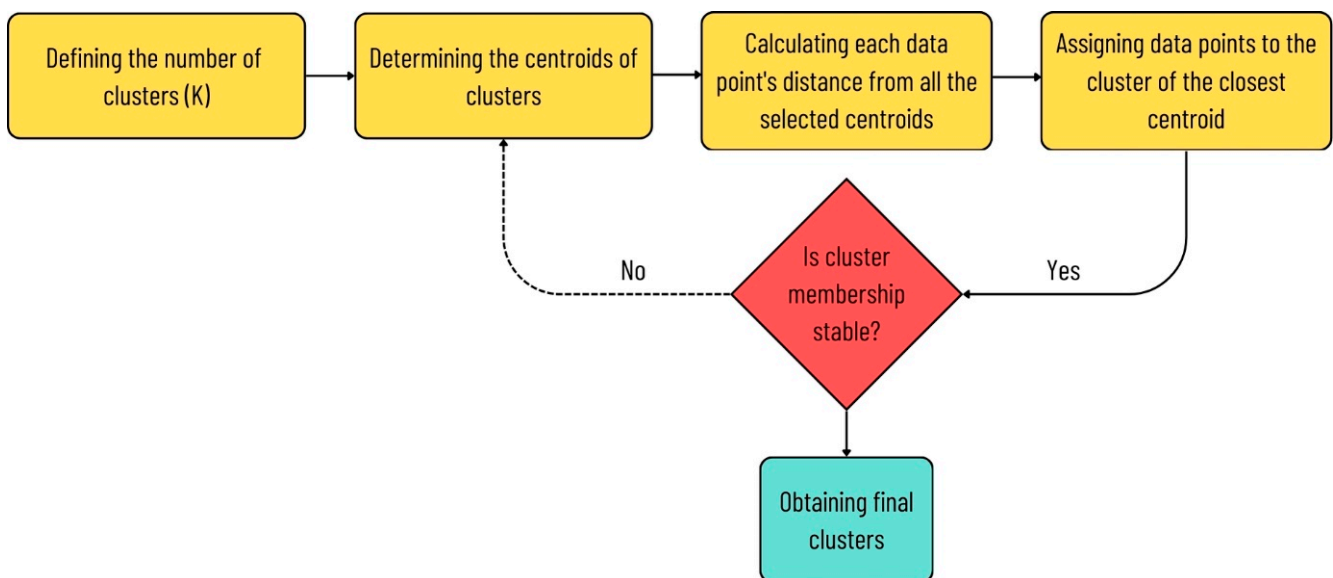 Defining the number of
clusters (K)
Determining the centroids of
clusters
Calculating each data
point's distance from all the
selected centroids
Assigning data points to the
cluster of the closest
centroid
Is cluster
membership
stable?
No
Yes
Obtaining final
clusters